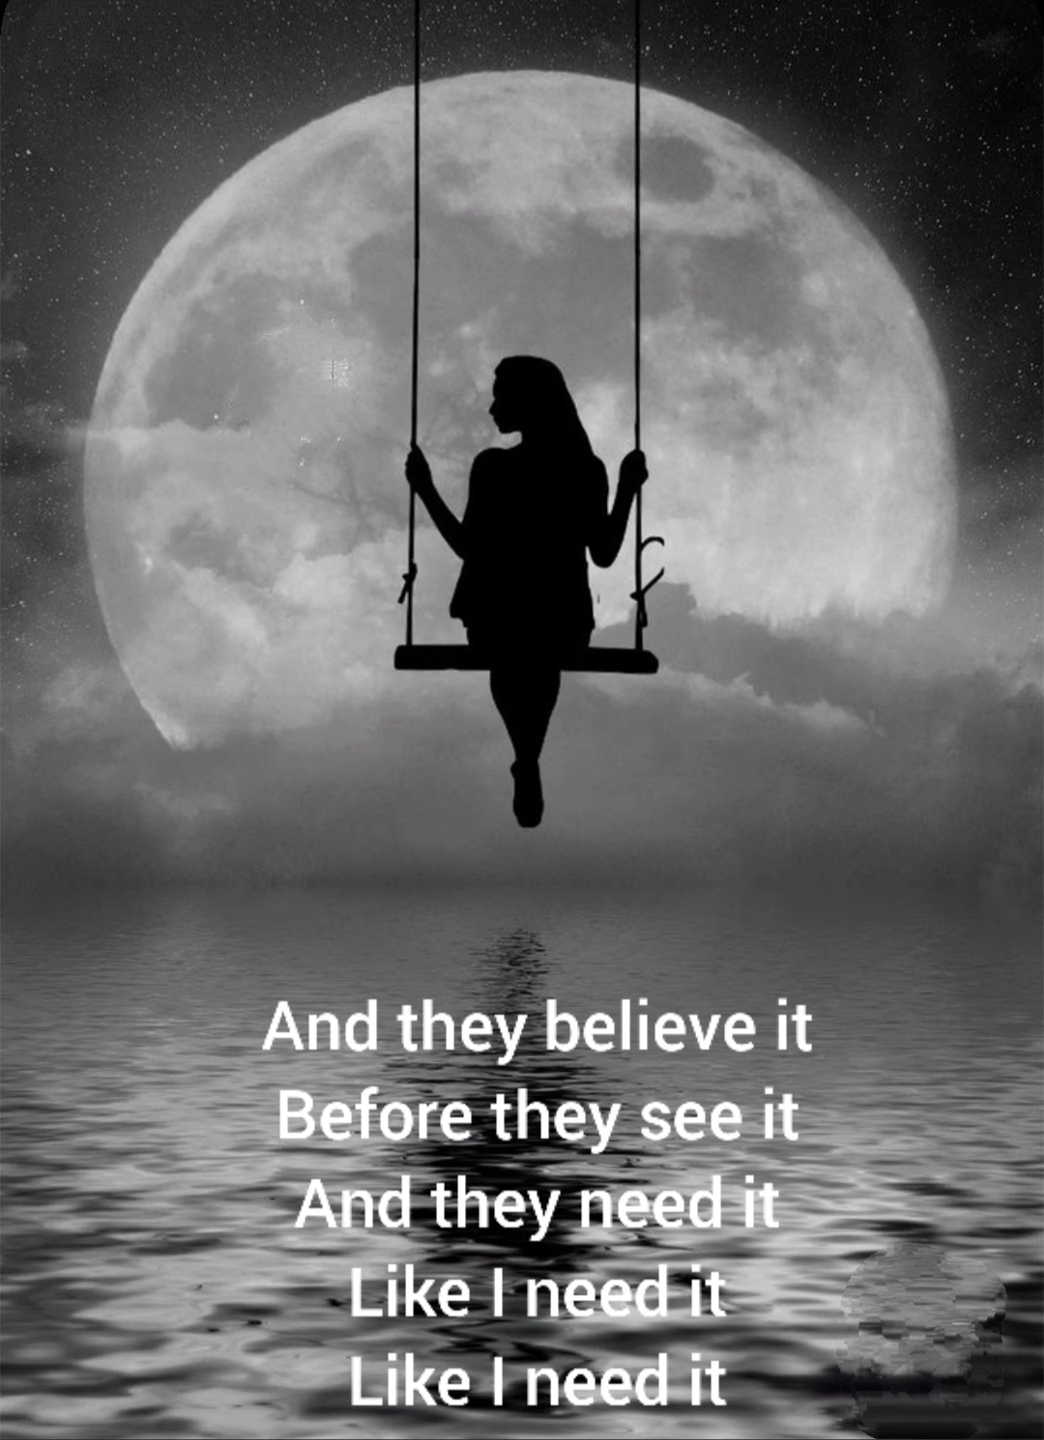 And they believe it
Before they see it
And they need it
Like I need it
Like I need it